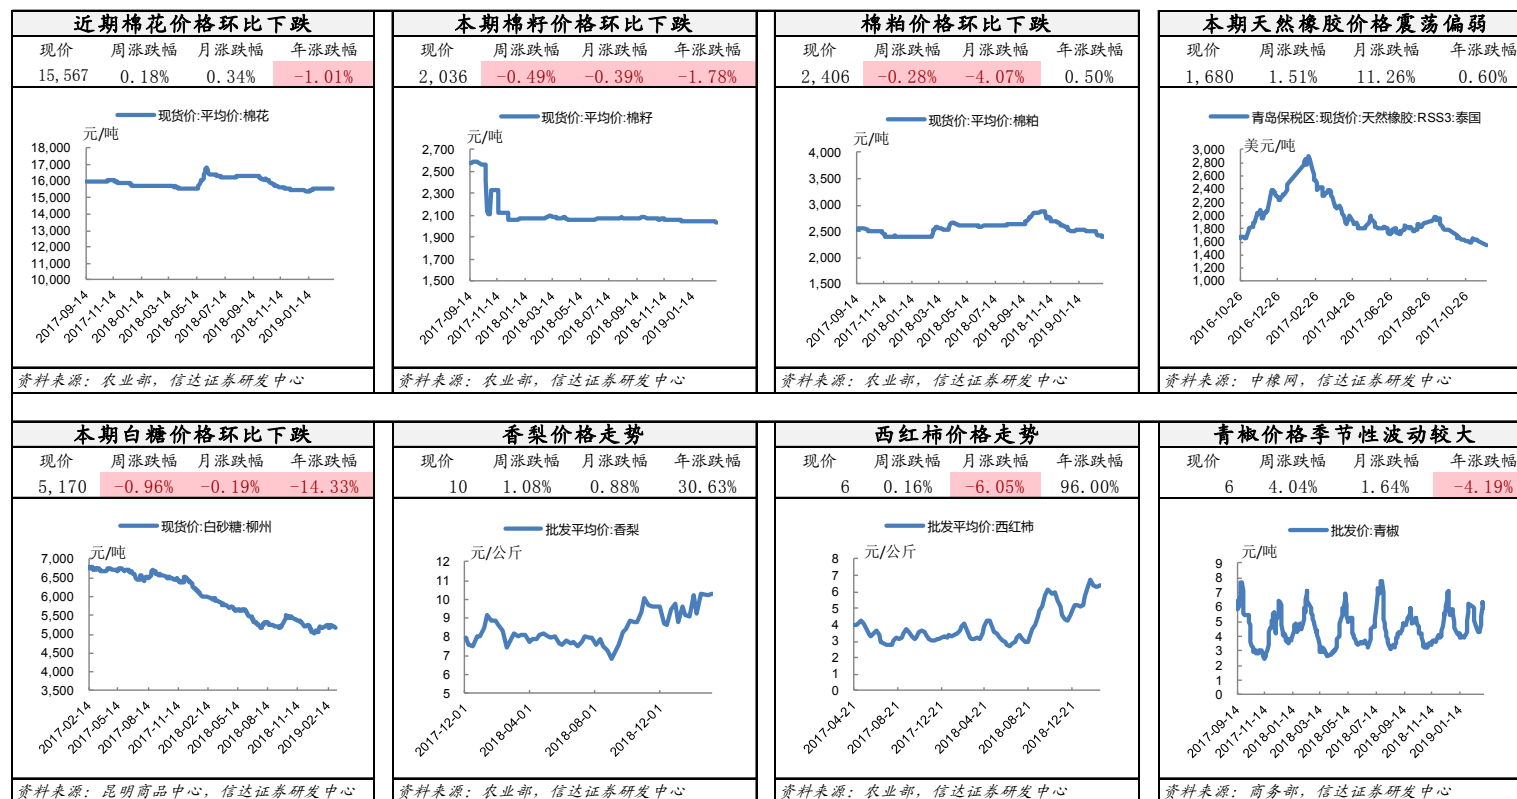 近期棉花价格环比下跌
现价 周涨跌幅 月涨跌幅 年涨跌幅
15,567 0.18% 0.34% -1.01%
现货价:平均价:棉花
元/吨
18,000
17,000
16,000
15,000
14,000
13,000
12,000
11,000
10,000
2017-09-14
2017-11-14
2018-01-14
2018-03-14
2018-05-14
2018-07-14
2018-09-14
2018-11-14
2019-01-14
资料来源：农业部，信达证券研发中心
本期棉籽价格环比下跌
现价 周涨跌幅 月涨跌幅 年涨跌幅
2,036 -0.49% -0.39% -1.78%
现货价:平均价:棉籽
元/吨
2,700
2,500
2,300
2,100
1,900
1,700
1,500
2017-09-14
2017-11-14
2018-01-14
2018-03-14
2018-05-14
2018-07-14
2018-09-14
2018-11-14
2019-01-14
资料来源：农业部，信达证券研发中心
棉粕价格环比下跌
现价 周涨跌幅 月涨跌幅 年涨跌幅
2,406 -0.28% -4.07% 0.50%
现货价:平均价:棉粕
元/吨
4,000
3,500
3,000
2,500
2,000
1,500
2017-09-14
2017-11-14
2018-01-14
2018-03-14
2018-05-14
2018-07-14
2018-09-14
2018-11-14
2019-01-14
资料来源：农业部，信达证券研发中心
本期天然橡胶价格震荡偏弱
现价 周涨跌幅 月涨跌幅 年涨跌幅
1,680 1.51% 11.26% 0.60%
青岛保税区:现货价:天然橡胶:RSS3:泰国
美元/吨
3,000
2,800
2,600
2,400
2,200
2,000
1,800
1,600
1,400
1,200
1,000
2016-10-26
2016-12-26
2017-02-26
2017-04-26
2017-06-26
2017-08-26
2017-10-26
资料来源：中橡网，信达证券研发中心
本期白糖价格环比下跌
现价 周涨跌幅 月涨跌幅 年涨跌幅
5,170 -0.96% -0.19% -14.33%
现货价:白砂糖:柳州
元/吨
7,000
6,500
6,000
5,500
5,000
4,500
4,000
3,500
2017-02-14
2017-05-14
2017-08-14
2017-11-14
2018-02-14
2018-05-14
2018-08-14
2018-11-14
2019-02-14
资料来源：昆明商品中心，信达证券研发中心
香梨价格走势
现价 周涨跌幅 月涨跌幅 年涨跌幅
10 1.08% 0.88% 30.63%
批发平均价:香梨
元/公斤
12
11
10
9
8
7
6
5
2017-12-01
2018-04-01
2018-08-01
2018-12-01
资料来源：农业部，信达证券研发中心
西红柿价格走势
现价 周涨跌幅 月涨跌幅 年涨跌幅
6 0.16% -6.05% 96.00%
批发平均价:西红柿
元/公斤
8
7
6
5
4
3
2
1
0
2017-04-21
2017-08-21
2017-12-21
2018-04-21
2018-08-21
2018-12-21
资料来源：农业部，信达证券研发中心
青椒价格季节性波动较大
现价 周涨跌幅 月涨跌幅 年涨跌幅
6 4.04% 1.64% -4.19%
批发价:青椒
元/吨
9
8
7
6
5
4
3
2
1
0
2017-09-14
2017-11-14
2018-01-14
2018-03-14
2018-05-14
2018-07-14
2018-09-14
2018-11-14
2019-01-14
资料来源：商务部，信达证券研发中心